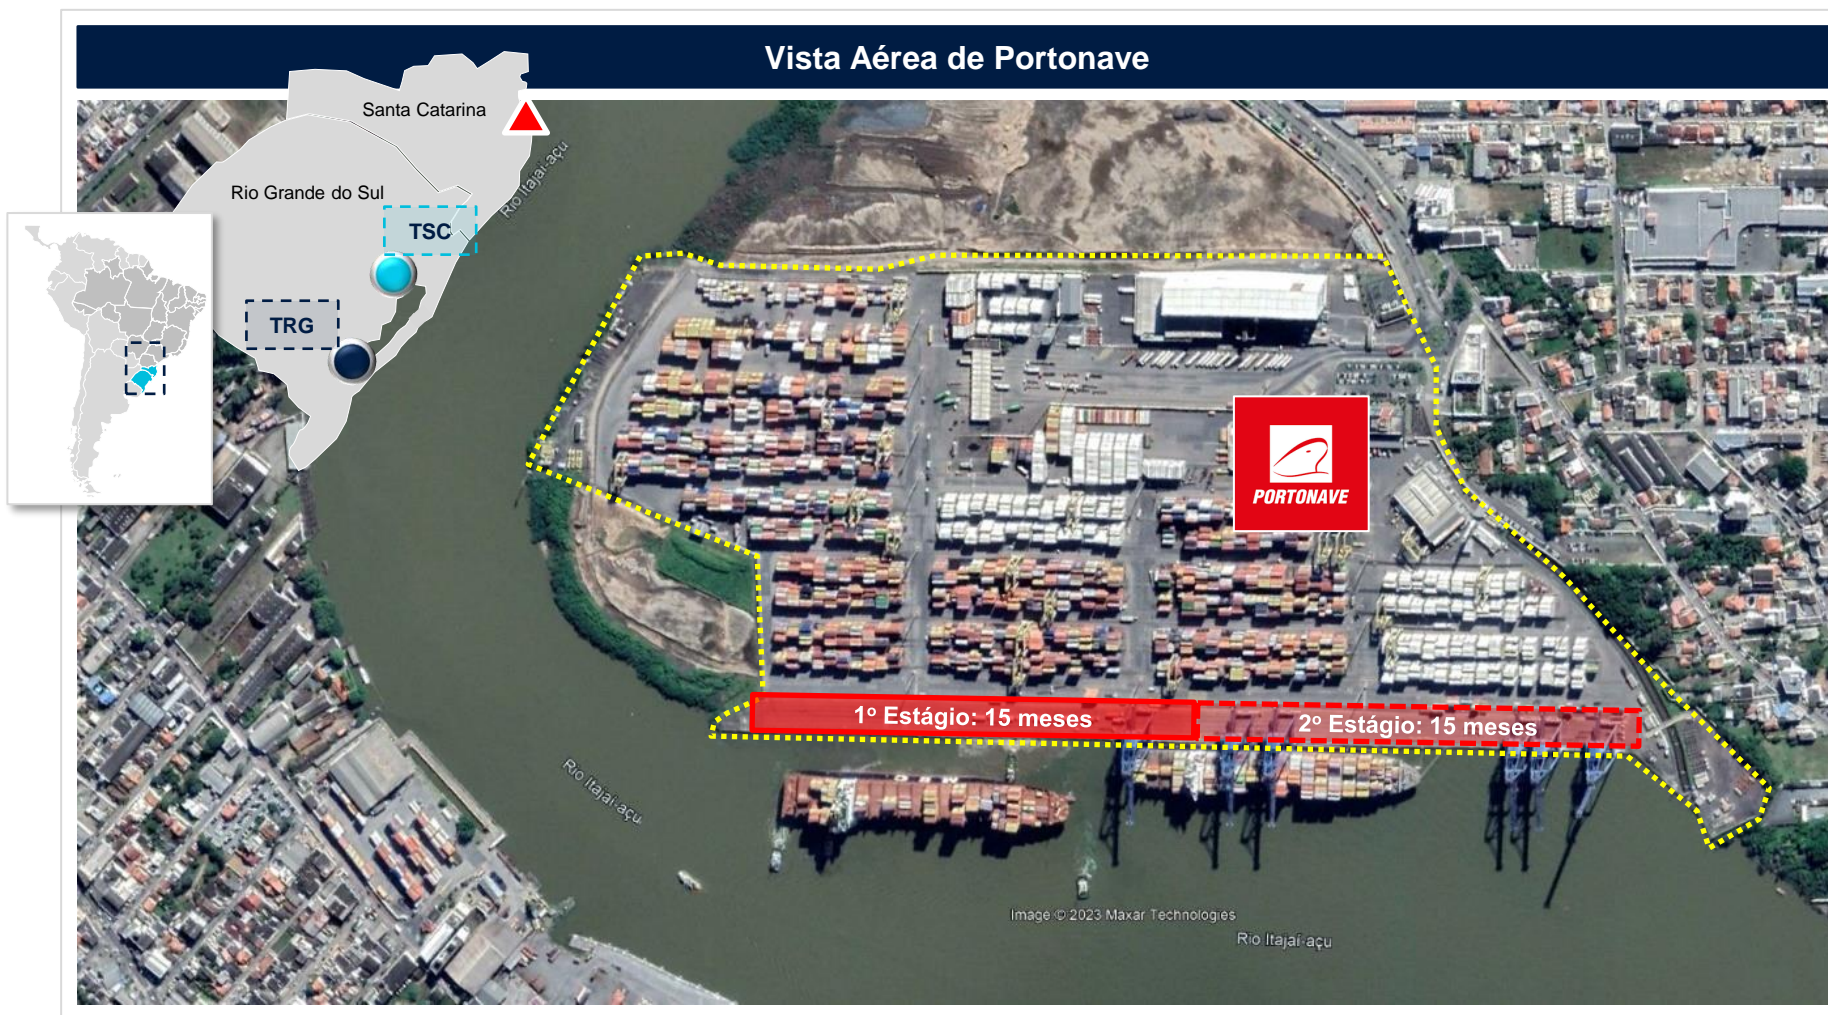 Vista Aérea de Portonave
Santa Catarina
Rio Itajaí-açu
Rio Grande do Sul
TSC
TRG
PORTONAVE
1º Estágio: 15 meses
2º Estágio: 15 meses
Rio Itajaí-açu
Image © 2023 Maxar Technologies
Rio Itajaí-açu